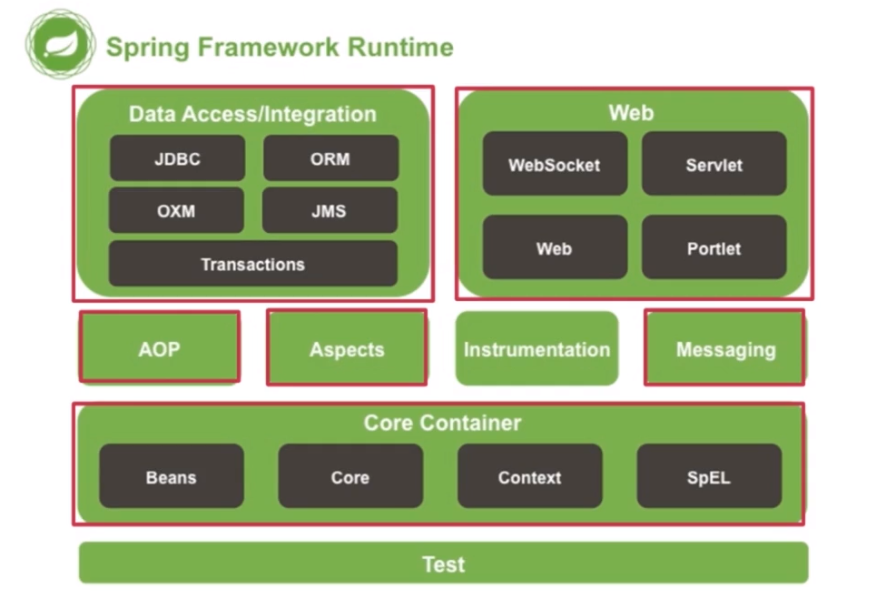 Spring Framework Runtime
Data Access/Integration
JDBC
ORM
OXM
JMS
Transactions
Web
WebSocket
Servlet
Web
Portlet
AOP
Aspects
Instrumentation
Messaging
Core Container
Beans
Core
Context
SpEL
Test